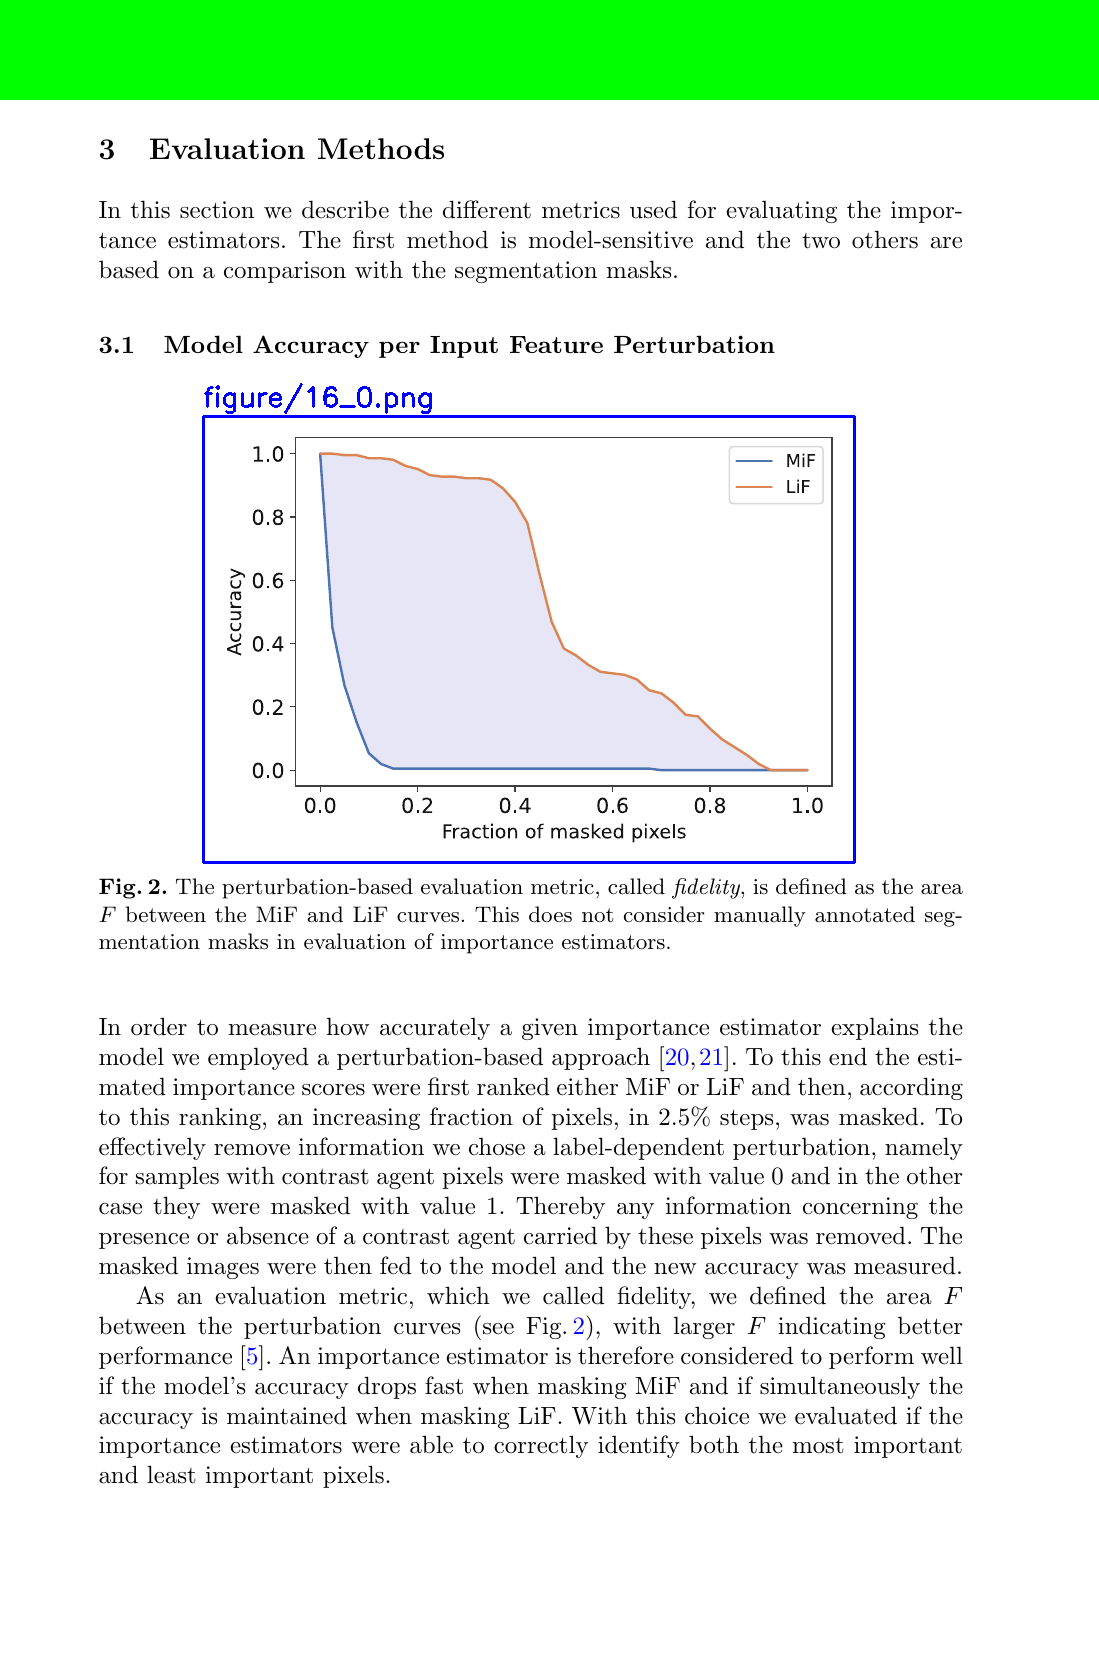 3 Evaluation Methods
In this section we describe the different metrics used for evaluating the impor-
tance estimators. The first method is model-sensitive and the two others are
based on a comparison with the segmentation masks.
3.1 Model Accuracy per Input Feature Perturbation
figure/16_0.png
1.0
0.8
0.6
0.4
0.2
0.0
Accuracy
MiF
LiF
0.0 0.2 0.4 0.6 0.8 1.0
Fraction of masked pixels
Fig. 2. The perturbation-based evaluation metric, called fidelity, is defined as the area
F between the MiF and LiF curves. This does not consider manually annotated seg-
mentation masks in evaluation of importance estimators.
In order to measure how accurately a given importance estimator explains the
model we employed a perturbation-based approach [20,21]. To this end the esti-
mated importance scores were first ranked either MiF or LiF and then, according
to this ranking, an increasing fraction of pixels, in 2.5% steps, was masked. To
effectively remove information we chose a label-dependent perturbation, namely
for samples with contrast agent pixels were masked with value 0 and in the other
case they were masked with value 1. Thereby any information concerning the
presence or absence of a contrast agent carried by these pixels was removed. The
masked images were then fed to the model and the new accuracy was measured.
As an evaluation metric, which we called fidelity, we defined the area F
between the perturbation curves (see Fig. 2), with larger F indicating better
performance [5]. An importance estimator is therefore considered to perform well
if the model's accuracy drops fast when masking MiF and if simultaneously the
accuracy is maintained when masking LiF. With this choice we evaluated if the
importance estimators were able to correctly identify both the most important
and least important pixels.